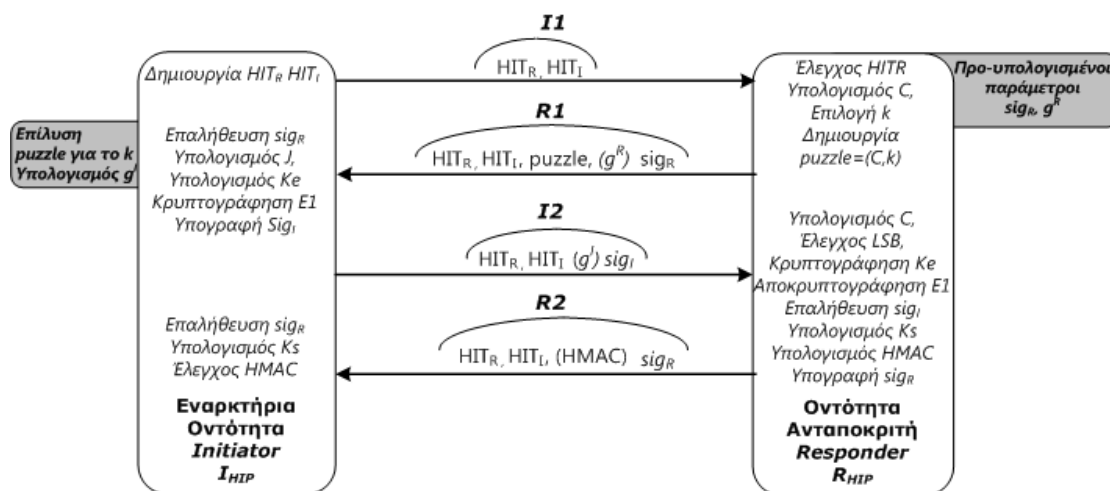 I1
HIT_R, HIT_I
Δημιουργία HIT_R HIT_I
Έλεγχος HITR
Υπολογισμός C,
Επιλογή k
Δημιουργία
puzzle=(C,k)
Προ-υπολογισμένοι
παράμετροι
sig_R, g^R
R1
HIT_R, HIT_I, puzzle, (g^R) sig_R
Επίλυση
puzzle για το k
Υπολογισμός g^I
Επαλήθευση sig_R
Υπολογισμός J,
Υπολογισμός Ke
Κρυπτογράφηση E1
Υπογραφή Sig_I
I2
HIT_R, HIT_I (g^I) sig_I
Υπολογισμός C,
Έλεγχος LSB,
Κρυπτογράφηση Ke
Αποκρυπτογράφηση E1
Επαλήθευση sig_I
Υπολογισμός Ks
Υπολογισμός HMAC
Υπογραφή sig_R
R2
HIT_R, HIT_I, (HMAC) sig_R
Επαλήθευση sig_R
Υπολογισμός Ks
Έλεγχος HMAC
Εναρκτήρια
Οντότητα
Initiator
I_HIP
Οντότητα
Ανταποκριτή
Responder
R_HIP